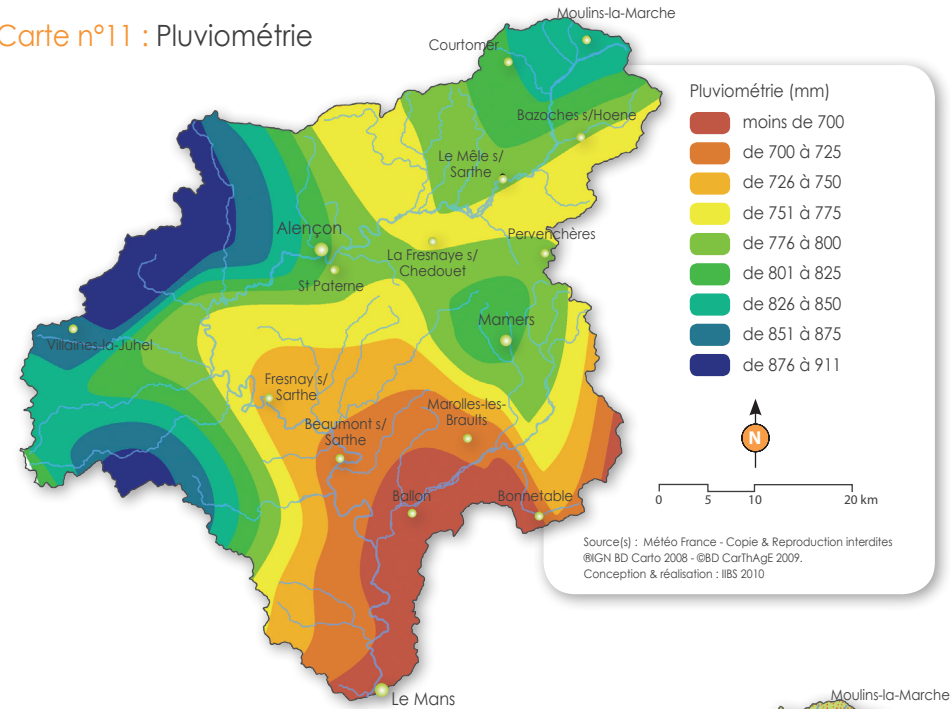 Carte n°11 : Pluviométrie
Moulins-la-Marche
Courtomer
Bazoches s/Hoene
Le Mêle s/
Sarthe
Alençon
Pervenchères
La Fresnaye s/
Chedouet
St Paterne
Mamers
Villaines-la-Juhel
Fresnay s/
Sarthe
Marolles-les-
Braults
Beaumont s/
Sarthe
Ballon
Bonnetable
Le Mans
Pluviométrie (mm)
moins de 700
de 700 à 725
de 726 à 750
de 751 à 775
de 776 à 800
de 801 à 825
de 826 à 850
de 851 à 875
de 876 à 911
N
0 5 10 20 km
Source(s) : Météo France - Copie & Reproduction interdites
®IGN BD Carto 2008 - ©BD CarThAgE 2009.
Conception & réalisation : IIBS 2010
Moulins-la-Marche